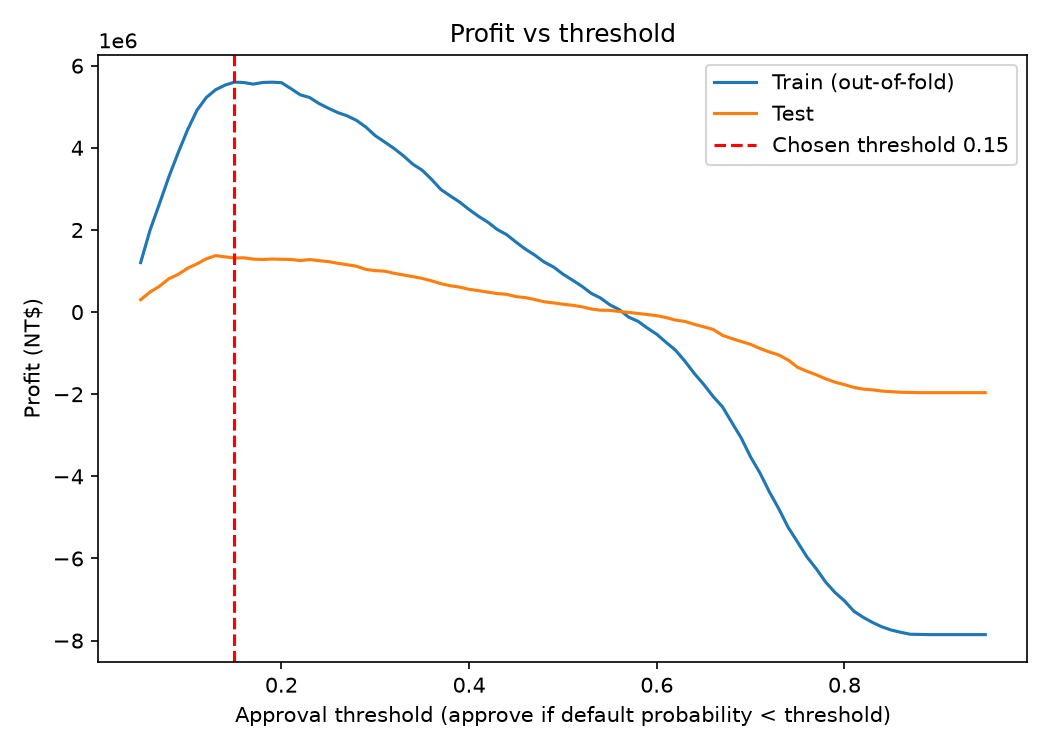 Profit vs threshold
1e6
6
4
2
0
−2
−4
−6
−8
Profit (NT$)
Train (out-of-fold)
Test
Chosen threshold 0.15
0.2 0.4 0.6 0.8
Approval threshold (approve if default probability < threshold)